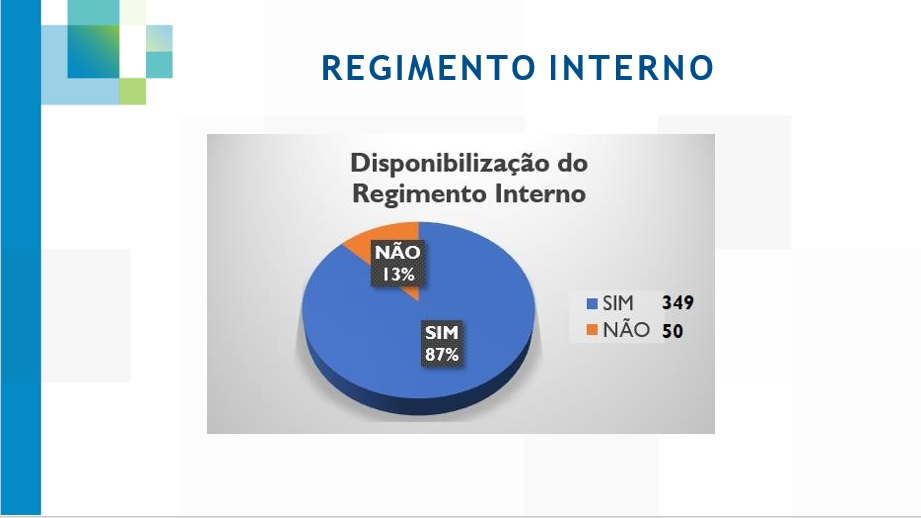 REGIMENTO INTERNO
Disponibilização do
Regimento Interno
NÃO
13%
SIM
87%
SIM 349
NÃO 50